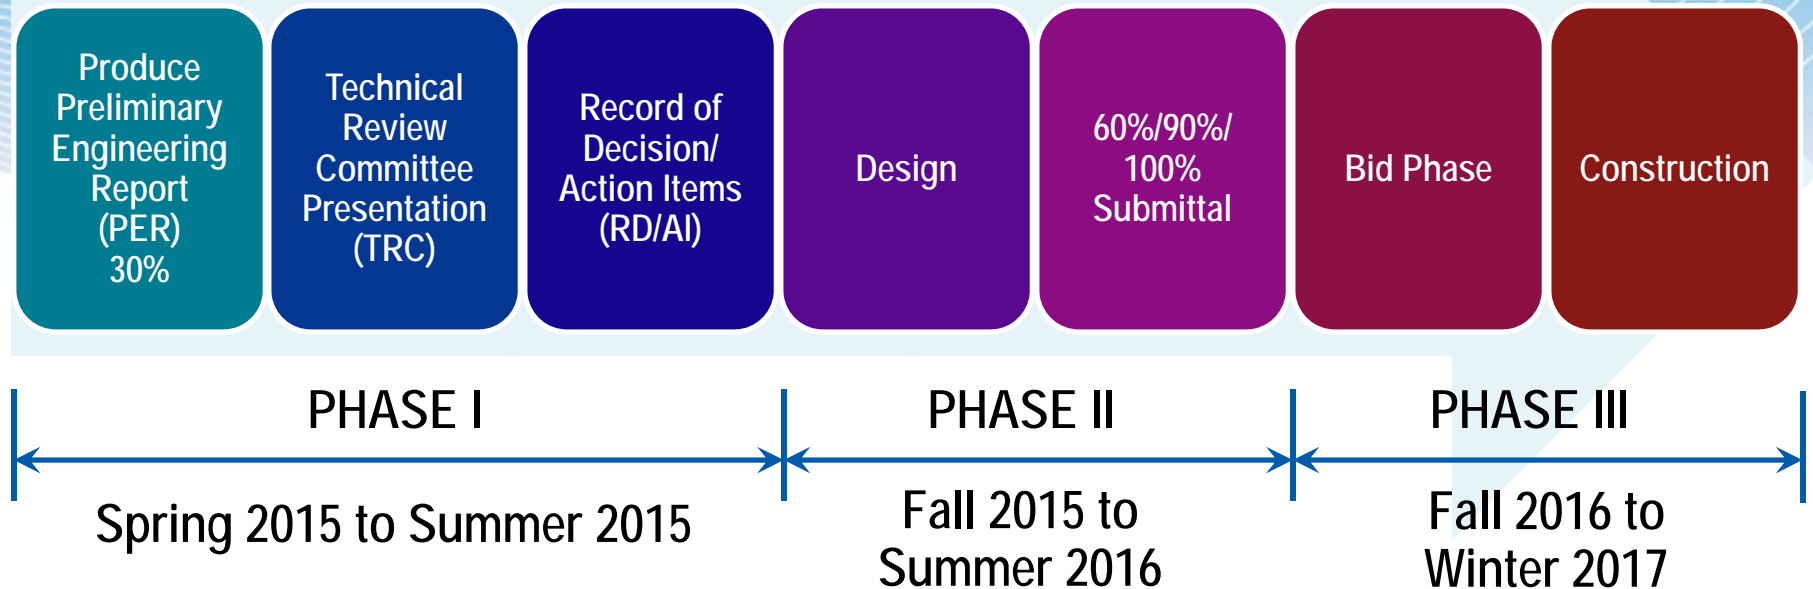 Produce
Preliminary
Engineering
Report
(PER)
30%
Technical
Review
Committee
Presentation
(TRC)
Record of
Decision/
Action Items
(RD/AI)
Design
60%/90%/
100%
Submittal
Bid Phase
Construction
PHASE I
PHASE II
PHASE III
Spring 2015 to Summer 2015
Fall 2015 to
Summer 2016
Fall 2016 to
Winter 2017